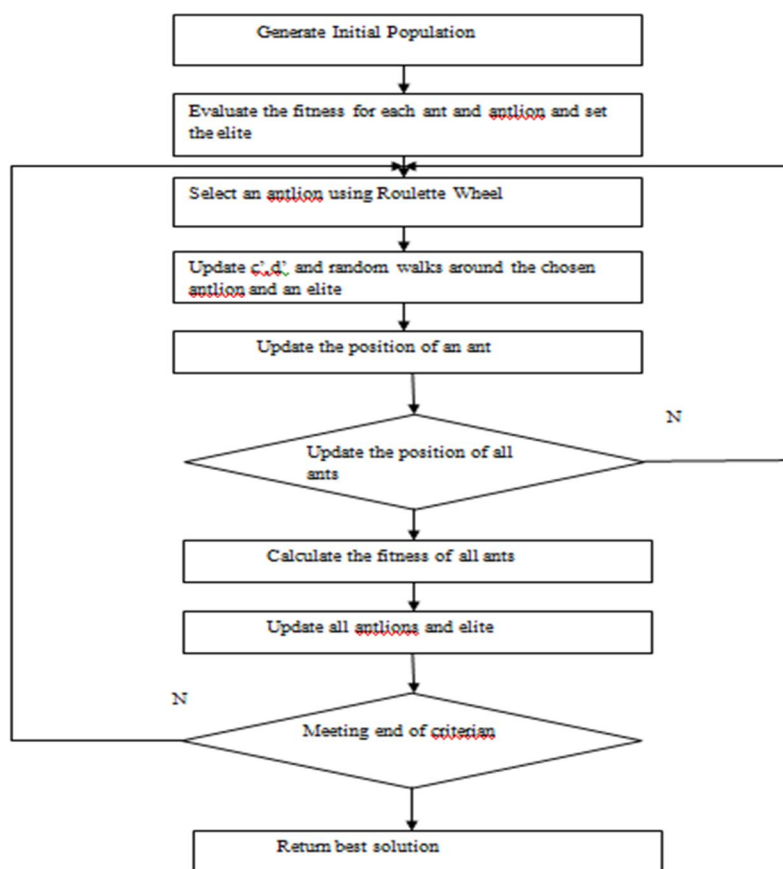 Generate Initial Population
Evaluate the fitness for each ant and antlion and set
the elite
Select an antlion using Roulette Wheel
Update c',d' and random walks around the chosen
antlion and an elite
Update the position of an ant
N
Update the position of all
ants
Calculate the fitness of all ants
Update all antlions and elite
N
Meeting end of criterian
Return best solution